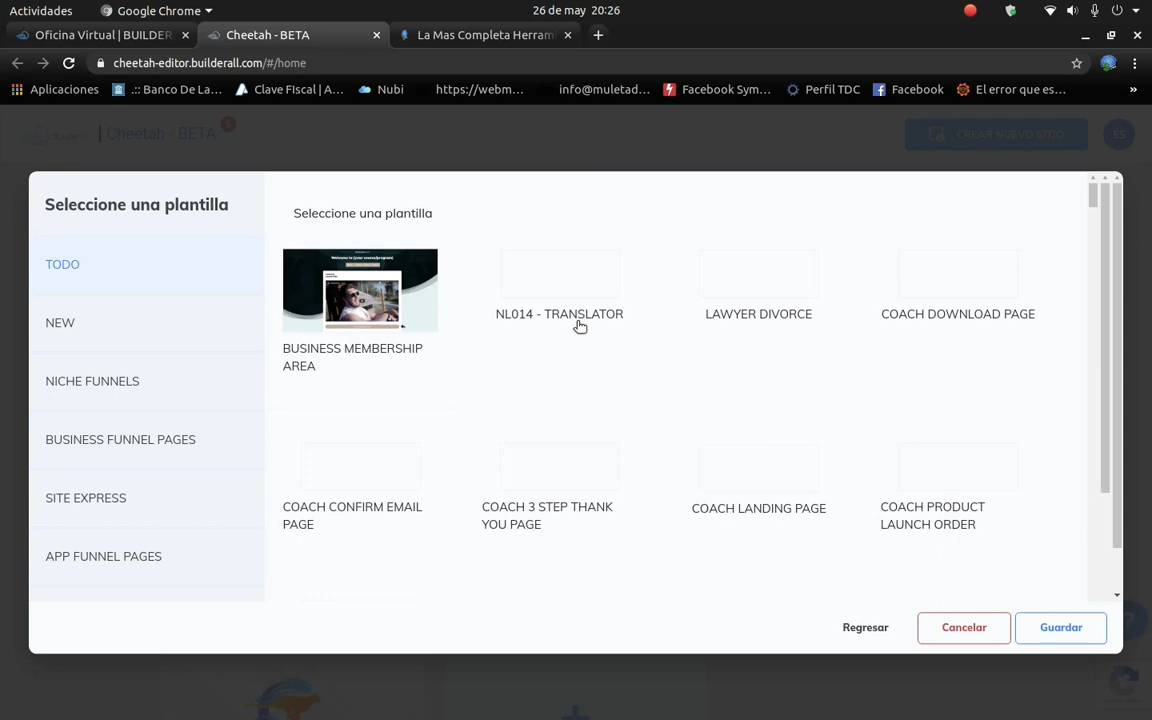 Actividades
Google Chrome
26 de may 20:26
Oficina Virtual | BUILDER
Cheetah - BETA
La Mas Completa Herrami
cheetah-editor.builderall.com/#/home
Aplicaciones
.:: Banco De La...
Clave FIscal | A...
Nubi
https://webm...
info@muletad...
Facebook Sym...
Perfil TDC
Facebook
El error que es...
»
| Cheetah - BETA
CREAR NUEVO SITIO
ES
Seleccione una plantilla
TODO
NEW
NICHE FUNNELS
BUSINESS FUNNEL PAGES
SITE EXPRESS
APP FUNNEL PAGES
Seleccione una plantilla
BUSINESS MEMBERSHIP
AREA
NL014 - TRANSLATOR
LAWYER DIVORCE
COACH DOWNLOAD PAGE
COACH CONFIRM EMAIL
PAGE
COACH 3 STEP THANK
YOU PAGE
COACH LANDING PAGE
COACH PRODUCT
LAUNCH ORDER
Regresar
Cancelar
Guardar